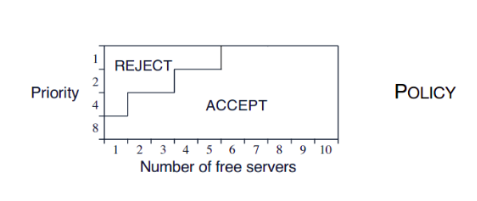 1
REJECT
2
Priority
POLICY
4
ACCEPT
8
1 2 3 4 5 6 7 8 9 10
Number of free servers